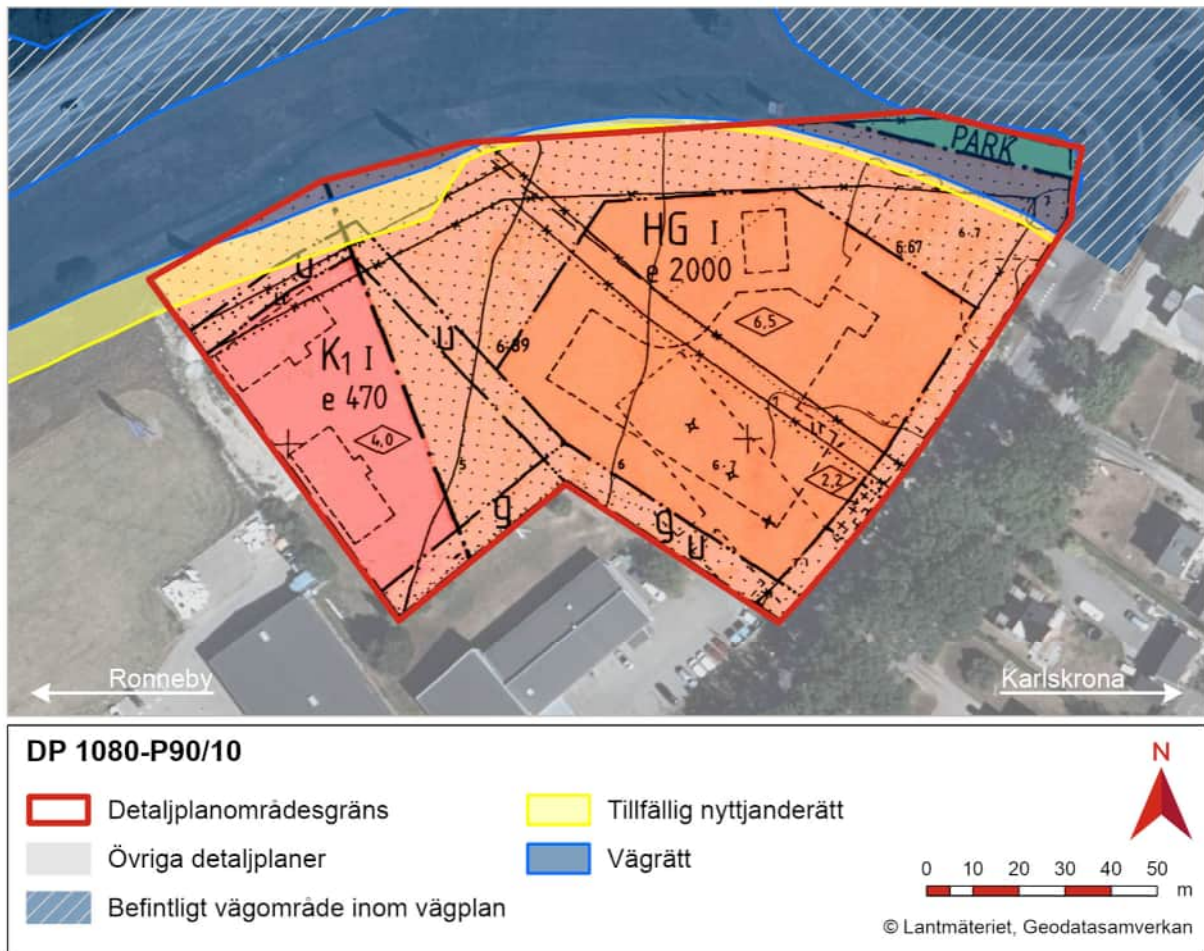 PARK
HG I
e 2000
6·7
6·67
6,5
u
u
6·89
K1 I
e 470
4,0
5
6
6·7
2,2
g
g u
Ronneby
Karlskrona
DP 1080-P90/10
Detaljplanområdesgräns
Övriga detaljplaner
Befintligt vägområde inom vägplan
Tillfällig nyttjanderätt
Vägrätt
N
0 10 20 30 40 50
m
© Lantmäteriet, Geodatasamverkan